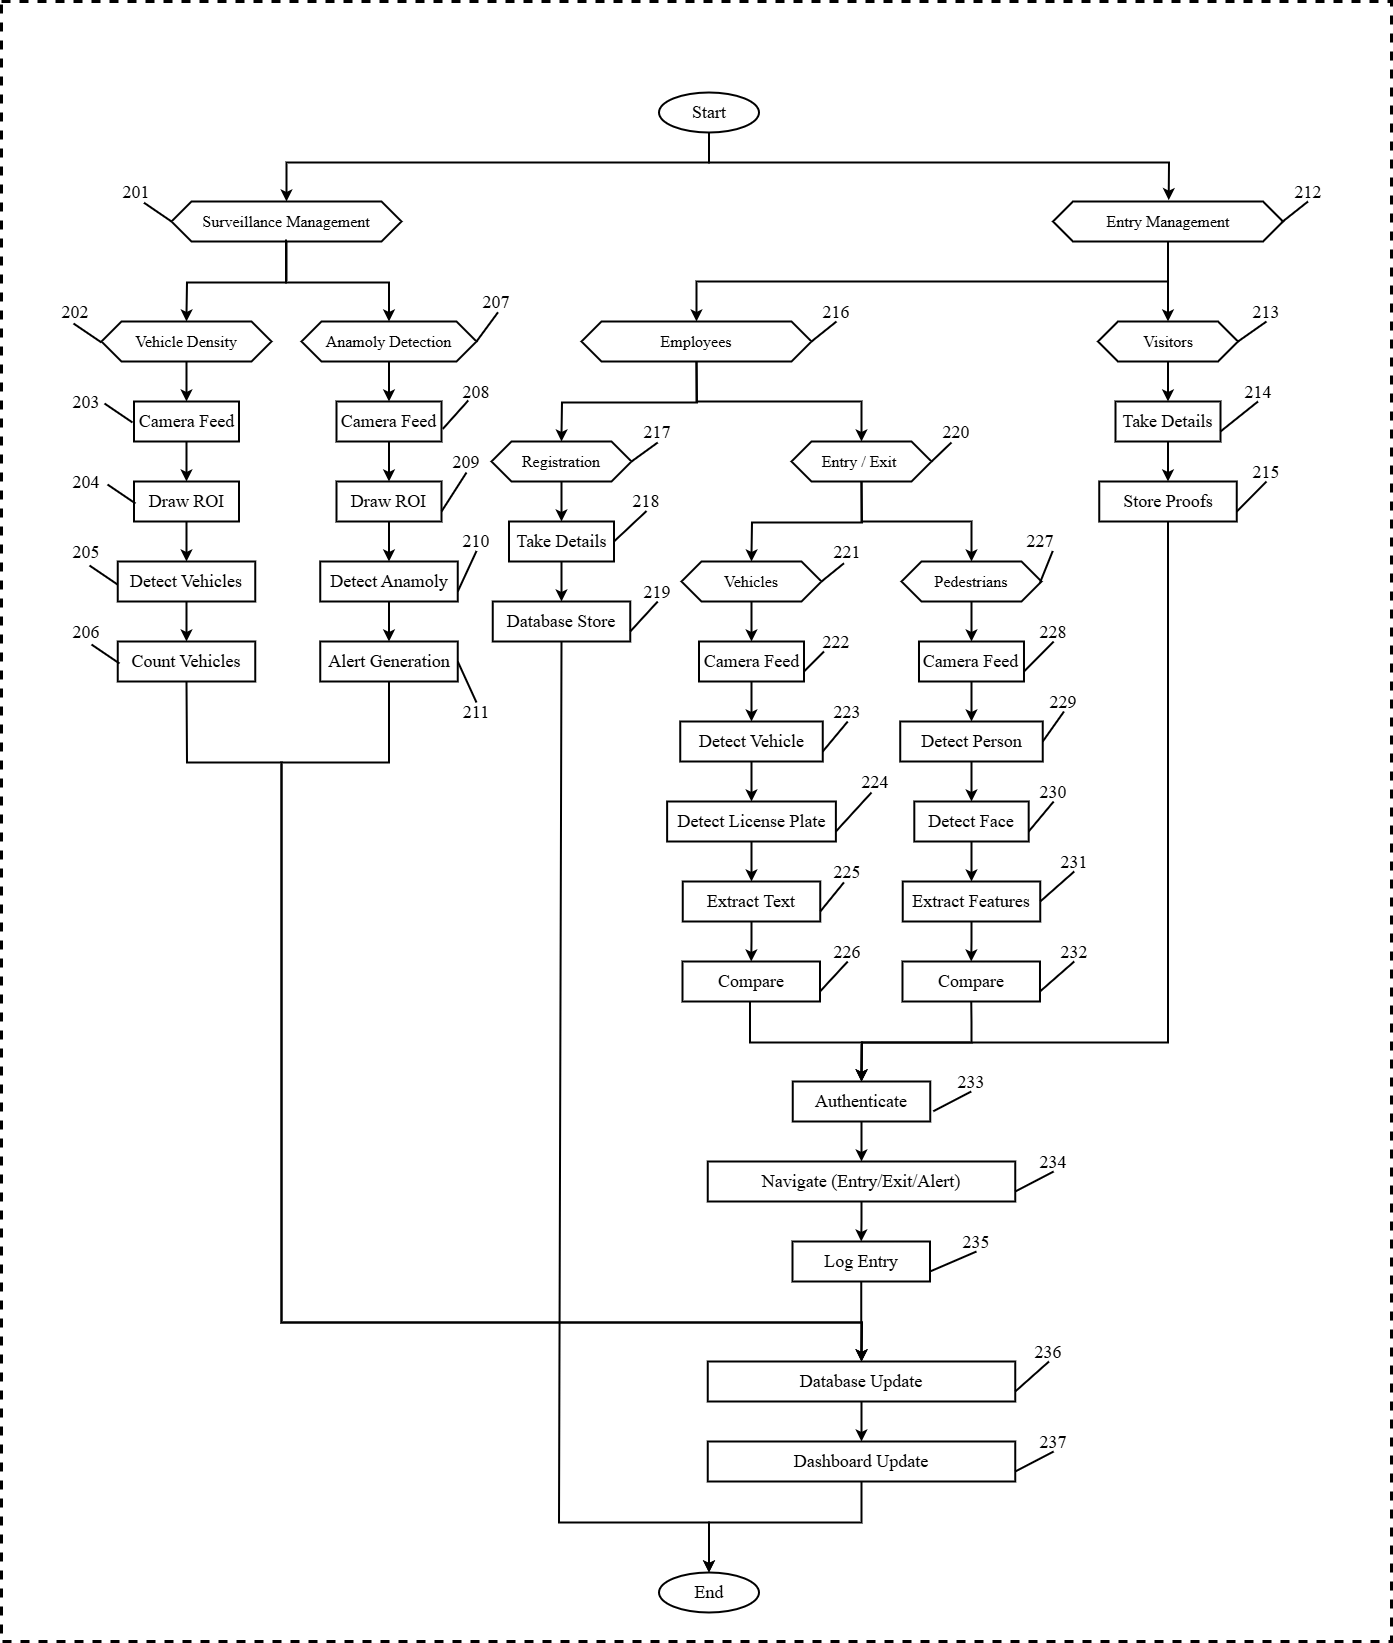 Start
201
Surveillance Management
212
Entry Management
202
Vehicle Density
207
Anamoly Detection
216
Employees
213
Visitors
203
Camera Feed
208
Camera Feed
214
Take Details
217
Registration
220
Entry / Exit
204
Draw ROI
209
Draw ROI
215
Store Proofs
218
Take Details
205
Detect Vehicles
210
Detect Anamoly
221
Vehicles
227
Pedestrians
219
Database Store
206
Count Vehicles
Alert Generation
211
222
Camera Feed
228
Camera Feed
223
Detect Vehicle
229
Detect Person
224
Detect License Plate
230
Detect Face
225
Extract Text
231
Extract Features
226
Compare
232
Compare
233
Authenticate
234
Navigate (Entry/Exit/Alert)
235
Log Entry
236
Database Update
237
Dashboard Update
End